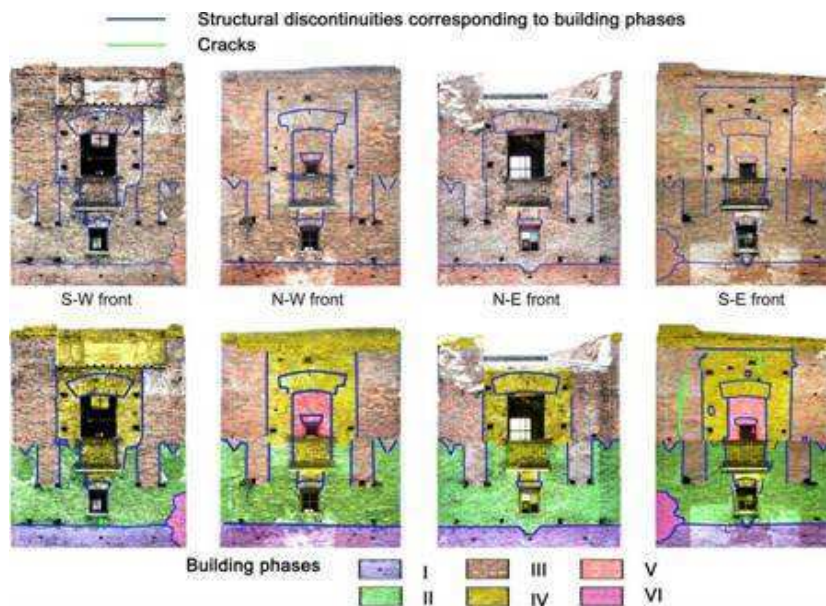 Structural discontinuities corresponding to building phases
Cracks
S-W front N-W front N-E front S-E front
Building phases
I III V
II IV VI